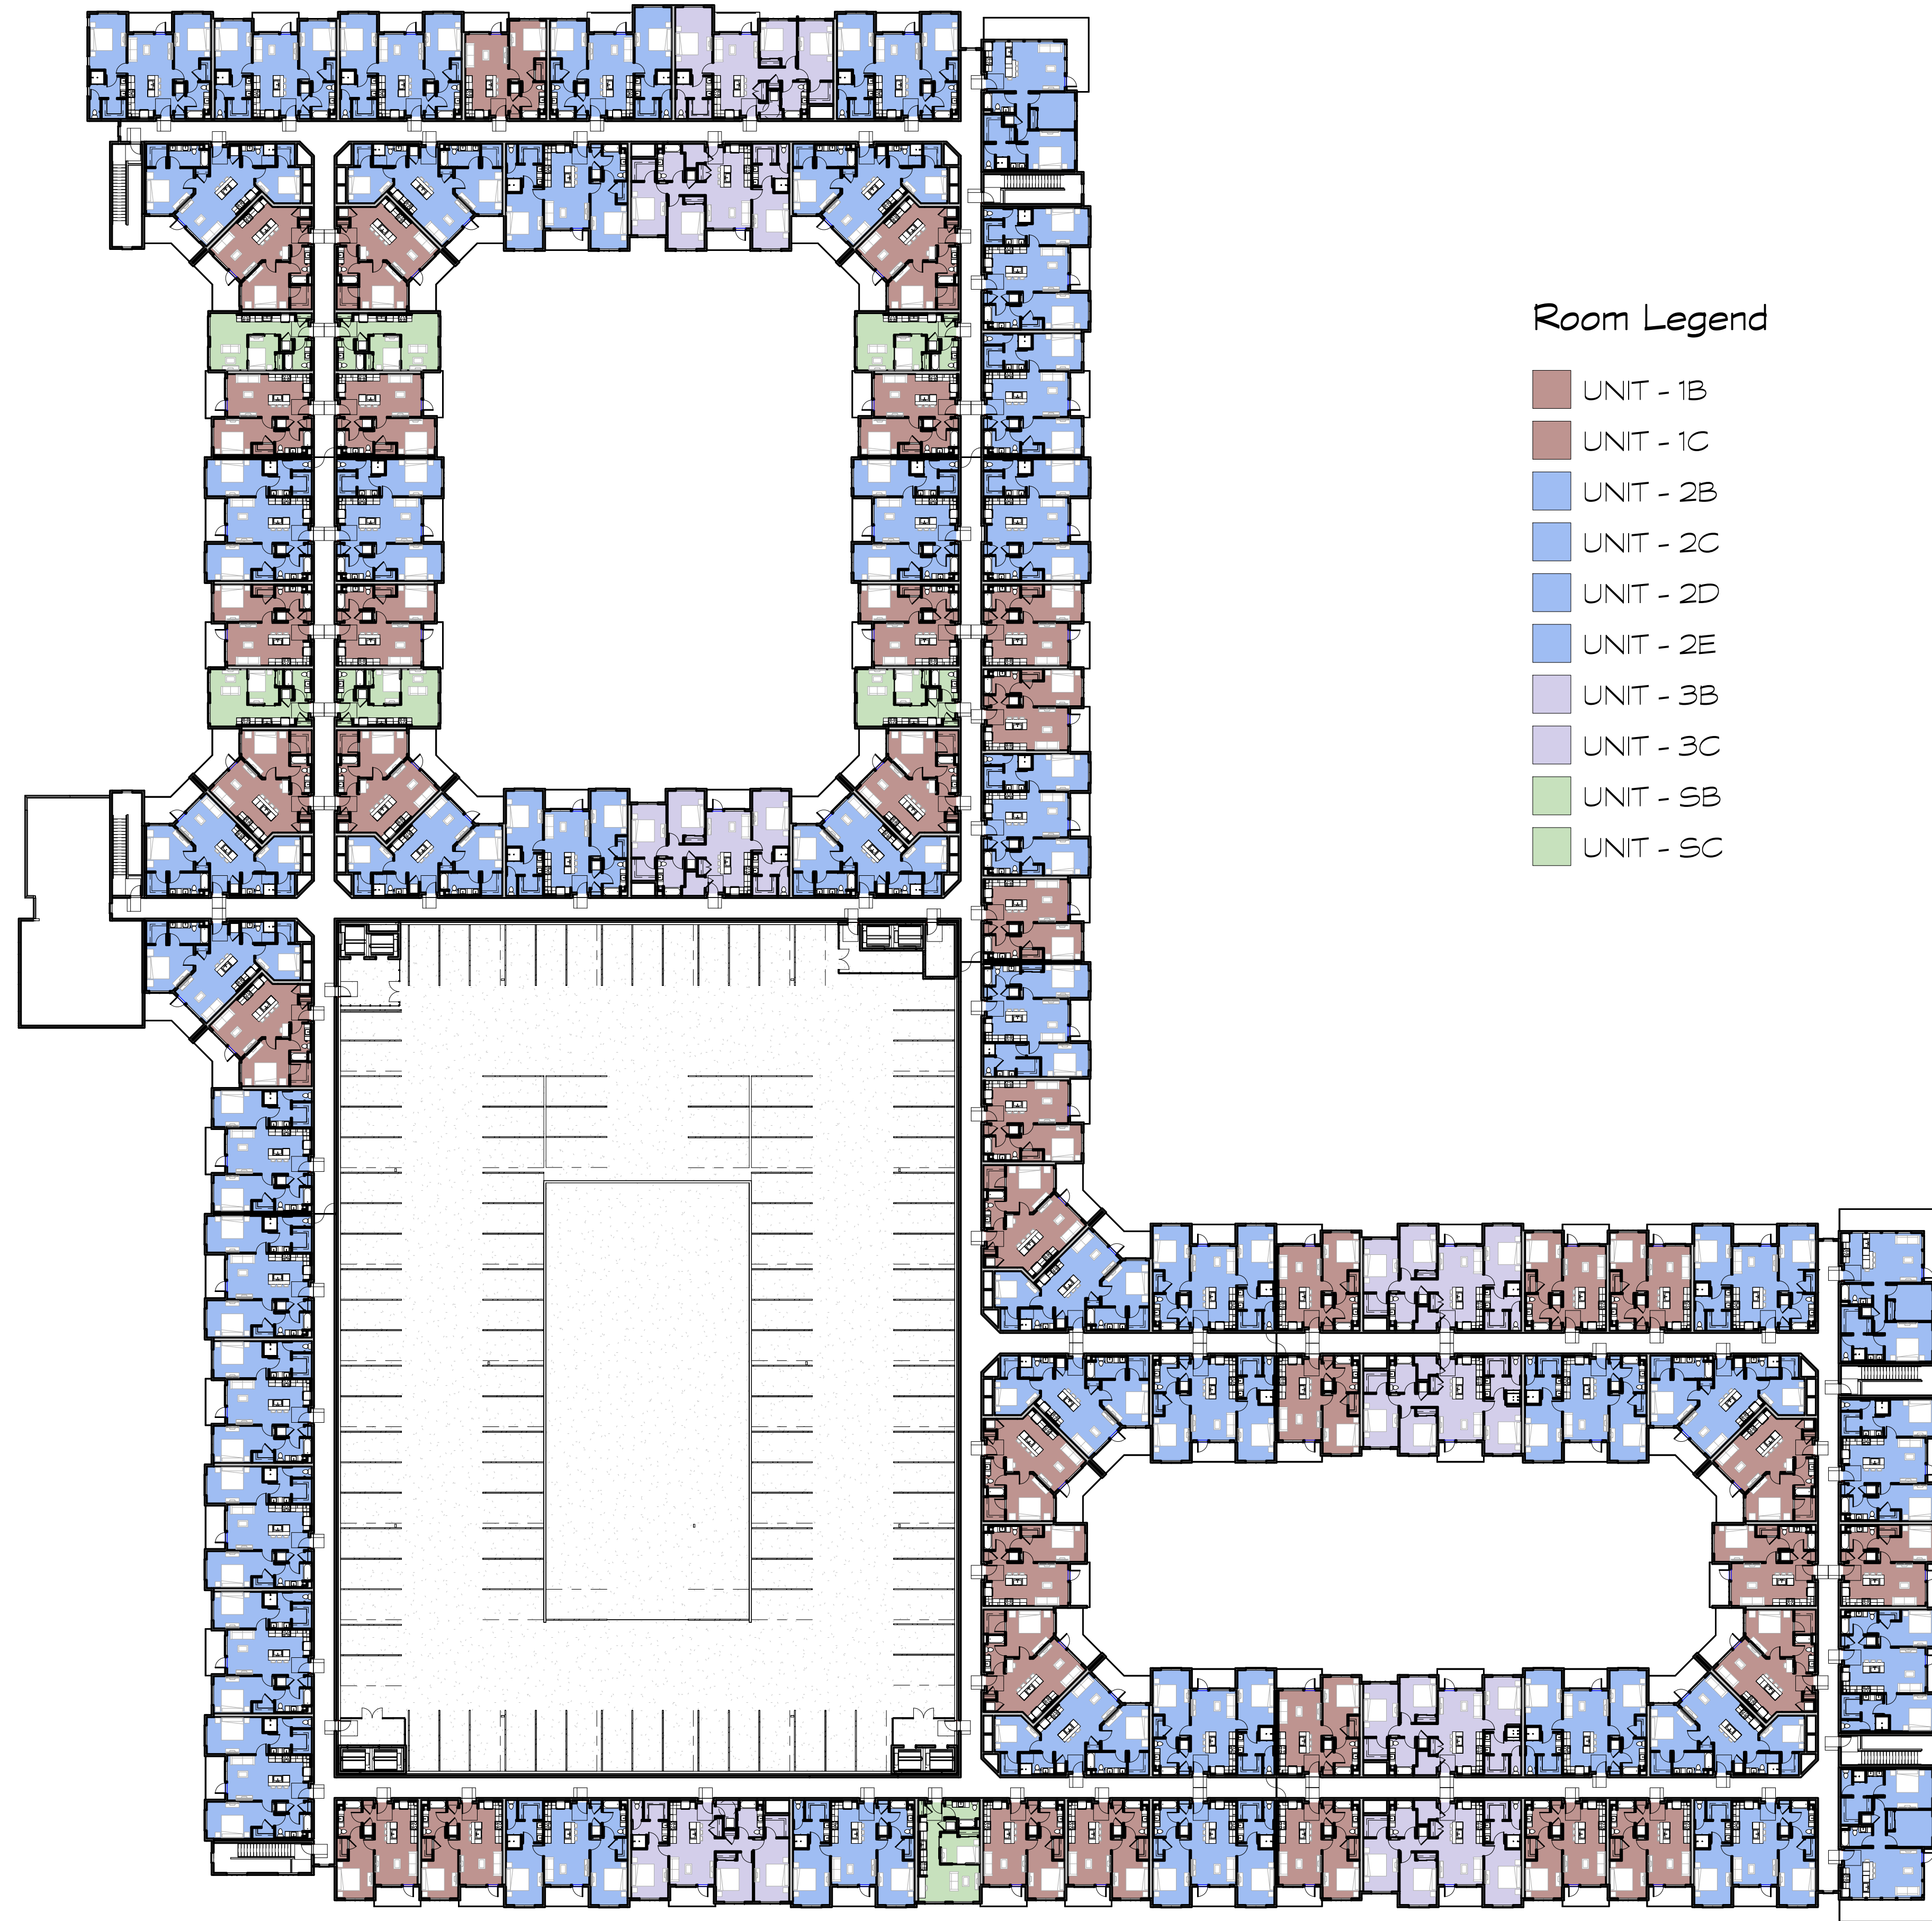 Room Legend
UNIT - 1B
UNIT - 1C
UNIT - 2B
UNIT - 2C
UNIT - 2D
UNIT - 2E
UNIT - 3B
UNIT - 3C
UNIT - SB
UNIT - SC